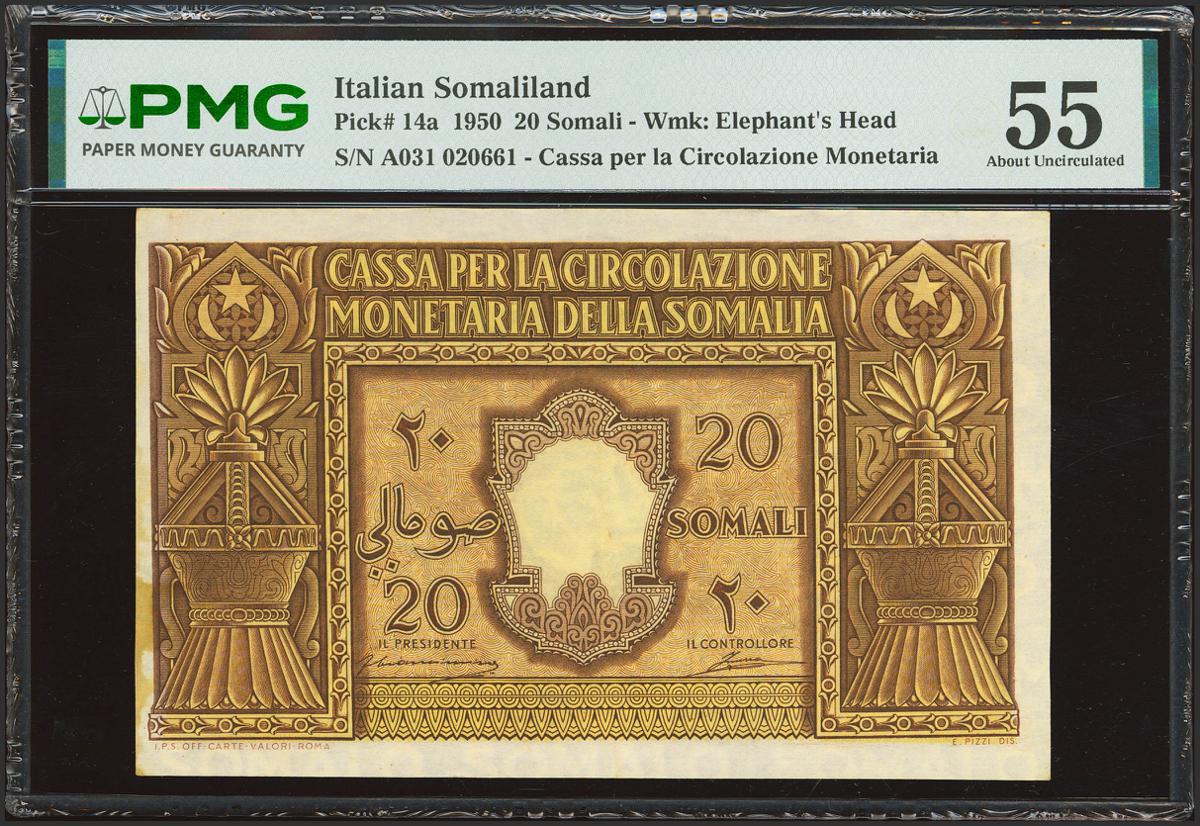 PMG
PAPER MONEY GUARANTY
Italian Somaliland
Pick# 14a 1950 20 Somali - Wmk: Elephant's Head
S/N A031 020661 - Cassa per la Circolazione Monetaria
55
About Uncirculated
CASSA PER LA CIRCOLAZIONE
MONETARIA DELLA SOMALIA
٢٠ 20
صومالي SOMALI
20 ٢٠
IL PRESIDENTE IL CONTROLLORE
I.P.S. OFF-CARTE-VALORI-ROMA E. PIZZI DIS.